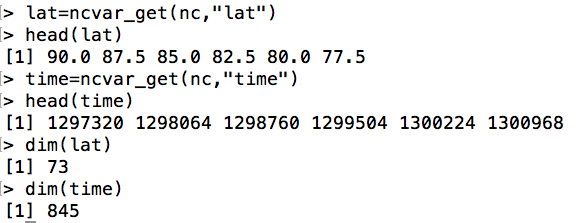 > lat=ncvar_get(nc,"lat")
> head(lat)
[1] 90.0 87.5 85.0 82.5 80.0 77.5
> time=ncvar_get(nc,"time")
> head(time)
[1] 1297320 1298064 1298760 1299504 1300224 1300968
> dim(lat)
[1] 73
> dim(time)
[1] 845